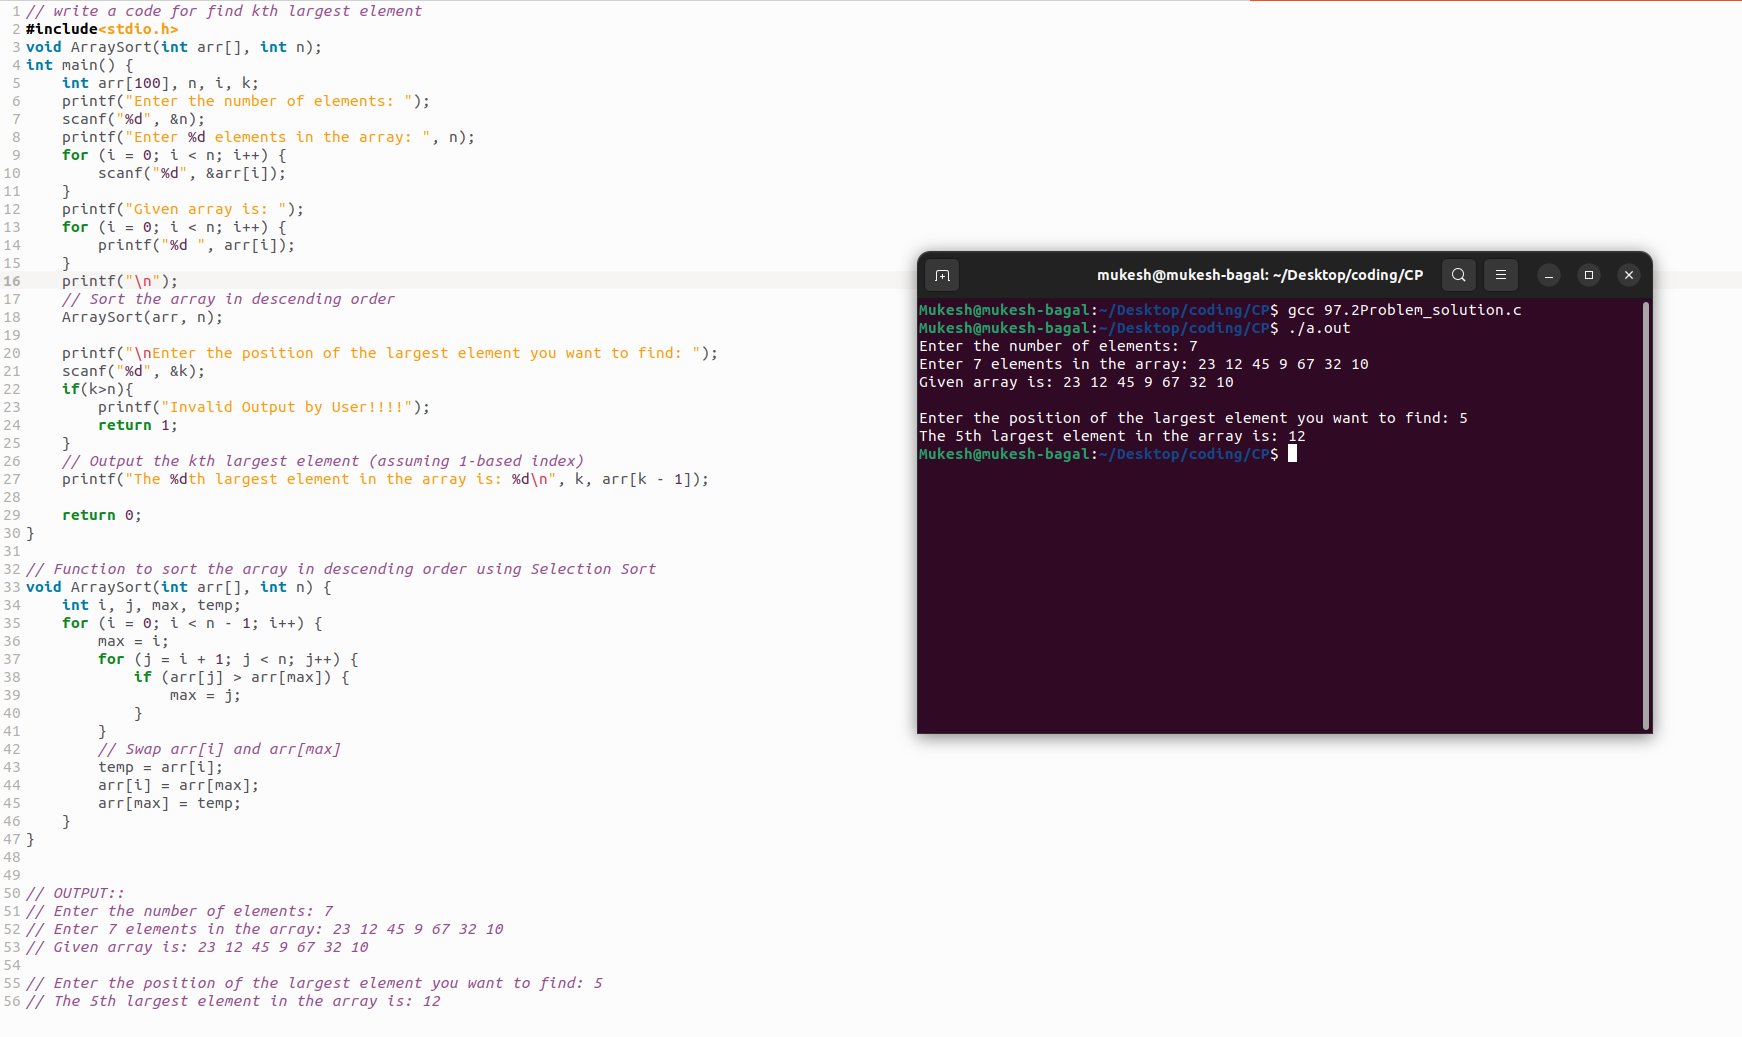 1 // write a code for find kth largest element
2 #include<stdio.h>
3 void ArraySort(int arr[], int n);
4 int main() {
5     int arr[100], n, i, k;
6     printf("Enter the number of elements: ");
7     scanf("%d", &n);
8     printf("Enter %d elements in the array: ", n);
9     for (i = 0; i < n; i++) {
10         scanf("%d", &arr[i]);
11     }
12     printf("Given array is: ");
13     for (i = 0; i < n; i++) {
14         printf("%d ", arr[i]);
15     }
16     printf("\n");
17     // Sort the array in descending order
18     ArraySort(arr, n);
19
20     printf("\nEnter the position of the largest element you want to find: ");
21     scanf("%d", &k);
22     if(k>n){
23         printf("Invalid Output by User!!!!");
24         return 1;
25     }
26     // Output the kth largest element (assuming 1-based index)
27     printf("The %dth largest element in the array is: %d\n", k, arr[k - 1]);
28
29     return 0;
30 }
31
32 // Function to sort the array in descending order using Selection Sort
33 void ArraySort(int arr[], int n) {
34     int i, j, max, temp;
35     for (i = 0; i < n - 1; i++) {
36         max = i;
37         for (j = i + 1; j < n; j++) {
38             if (arr[j] > arr[max]) {
39                 max = j;
40             }
41         }
42         // Swap arr[i] and arr[max]
43         temp = arr[i];
44         arr[i] = arr[max];
45         arr[max] = temp;
46     }
47 }
48
49
50 // OUTPUT::
51 // Enter the number of elements: 7
52 // Enter 7 elements in the array: 23 12 45 9 67 32 10
53 // Given array is: 23 12 45 9 67 32 10
54
55 // Enter the position of the largest element you want to find: 5
56 // The 5th largest element in the array is: 12
mukesh@mukesh-bagal: ~/Desktop/coding/CP
Mukesh@mukesh-bagal:~/Desktop/coding/CP$ gcc 97.2Problem_solution.c
Mukesh@mukesh-bagal:~/Desktop/coding/CP$ ./a.out
Enter the number of elements: 7
Enter 7 elements in the array: 23 12 45 9 67 32 10
Given array is: 23 12 45 9 67 32 10
Enter the position of the largest element you want to find: 5
The 5th largest element in the array is: 12
Mukesh@mukesh-bagal:~/Desktop/coding/CP$